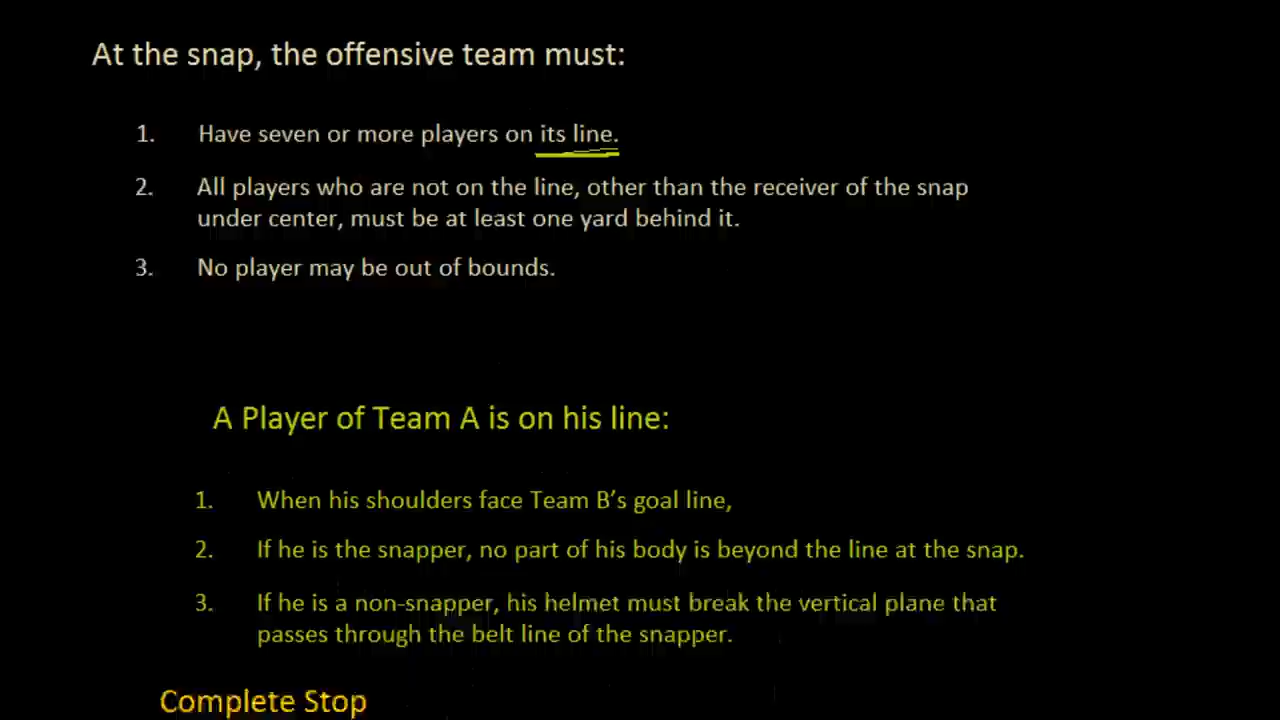 At the snap, the offensive team must:
1. Have seven or more players on its line.
2. All players who are not on the line, other than the receiver of the snap
under center, must be at least one yard behind it.
3. No player may be out of bounds.
A Player of Team A is on his line:
1. When his shoulders face Team B’s goal line,
2. If he is the snapper, no part of his body is beyond the line at the snap.
3. If he is a non-snapper, his helmet must break the vertical plane that
passes through the belt line of the snapper.
Complete Stop